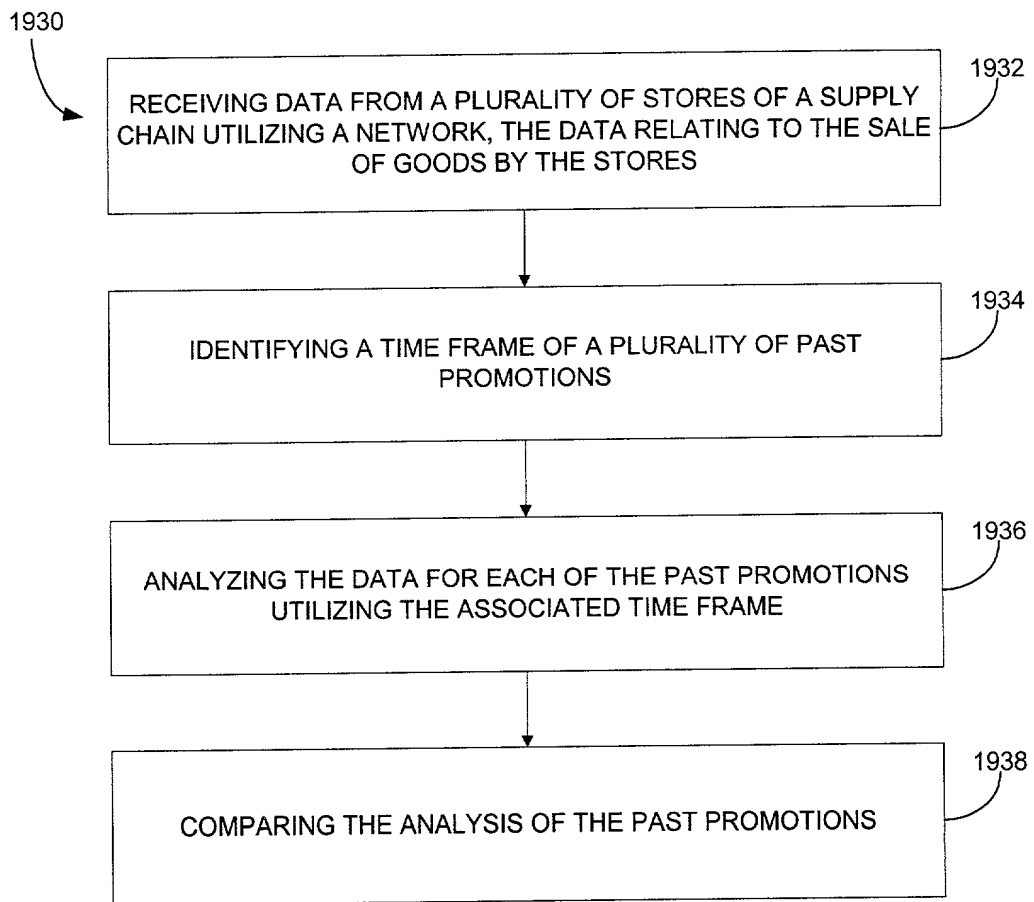 1930
1932
RECEIVING DATA FROM A PLURALITY OF STORES OF A SUPPLY
CHAIN UTILIZING A NETWORK, THE DATA RELATING TO THE SALE
OF GOODS BY THE STORES
1934
IDENTIFYING A TIME FRAME OF A PLURALITY OF PAST
PROMOTIONS
1936
ANALYZING THE DATA FOR EACH OF THE PAST PROMOTIONS
UTILIZING THE ASSOCIATED TIME FRAME
1938
COMPARING THE ANALYSIS OF THE PAST PROMOTIONS